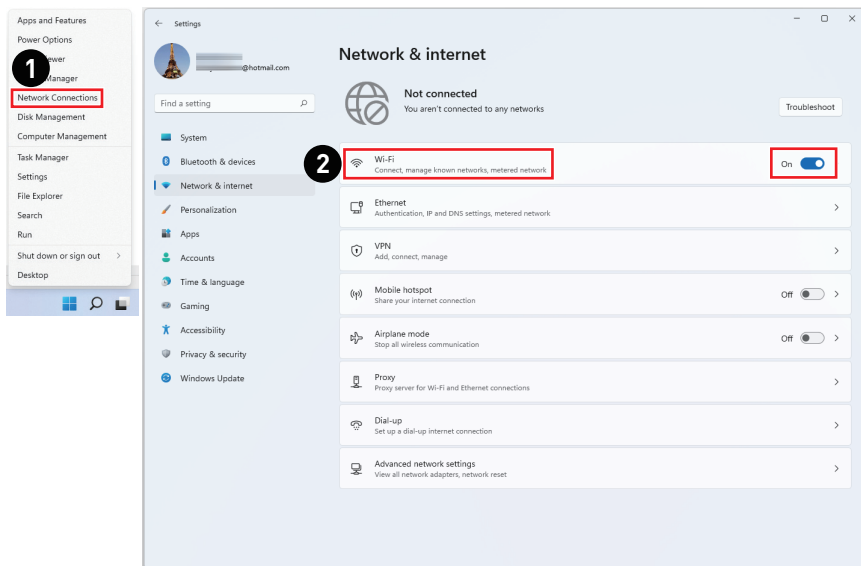 Apps and Features
Power Options
ewer
Manager
Network Connections
Disk Management
Computer Management
Task Manager
Settings
File Explorer
Search
Run
Shut down or sign out
Desktop
1
Settings
@hotmail.com
Find a setting
System
Bluetooth & devices
Network & internet
Personalization
Apps
Accounts
Time & language
Gaming
Accessibility
Privacy & security
Windows Update
Network & internet
Not connected
You aren't connected to any networks
Troubleshoot
2
Wi-Fi
Connect, manage known networks, metered network
On
Ethernet
Authentication, IP and DNS settings, metered network
VPN
Add, connect, manage
Mobile hotspot
Share your internet connection
Off
Airplane mode
Stop all wireless communication
Off
Proxy
Proxy server for Wi-Fi and Ethernet connections
Dial-up
Set up a dial-up internet connection
Advanced network settings
View all network adapters, network reset